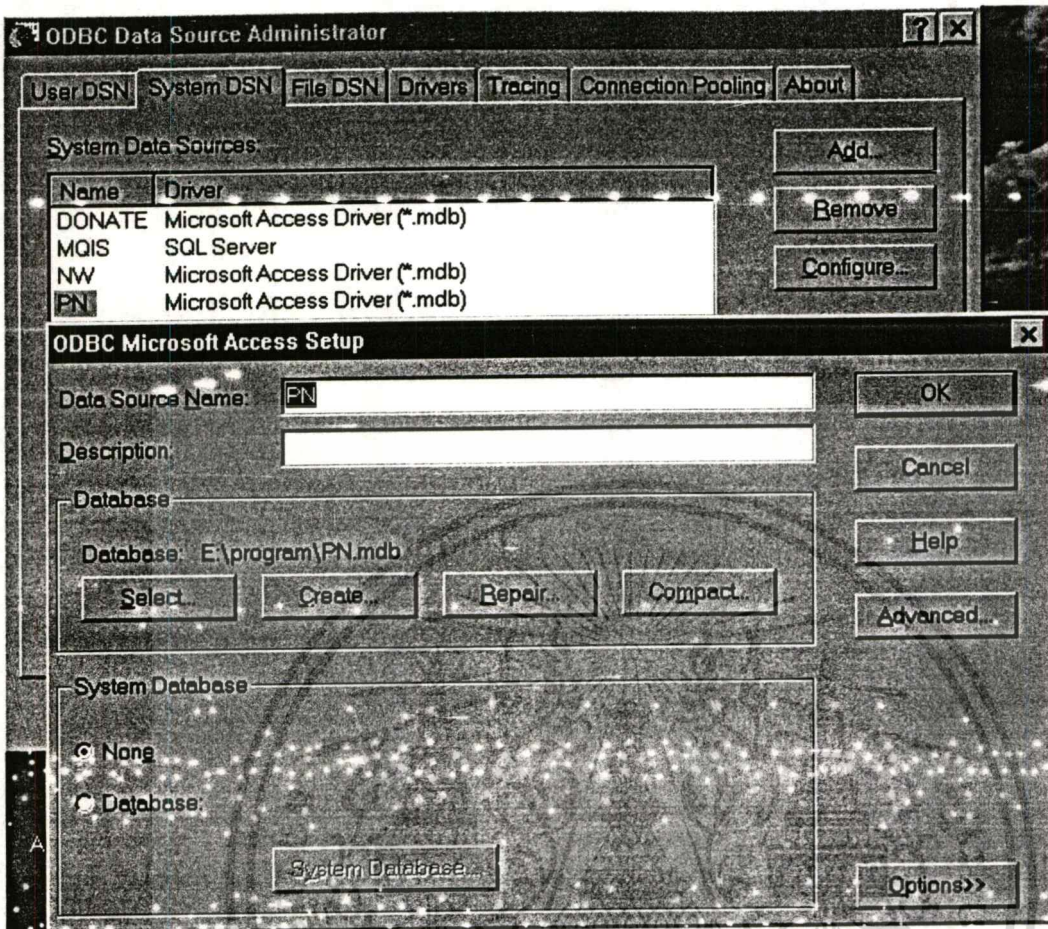 ODBC Data Source Administrator
User DSN System DSN File DSN Drivers Tracing Connection Pooling About
System Data Sources:
Add...
Name Driver
DONATE Microsoft Access Driver (*.mdb)
Remove
MQIS SQL Server
NW Microsoft Access Driver (*.mdb)
Configure...
PN Microsoft Access Driver (*.mdb)
ODBC Microsoft Access Setup
Data Source Name: PN
OK
Description:
Cancel
Database
Database: E:\program\PN.mdb
Help
Select... Create... Repair... Compact...
Advanced...
System Database
None
Database:
A
System Database...
Options>>